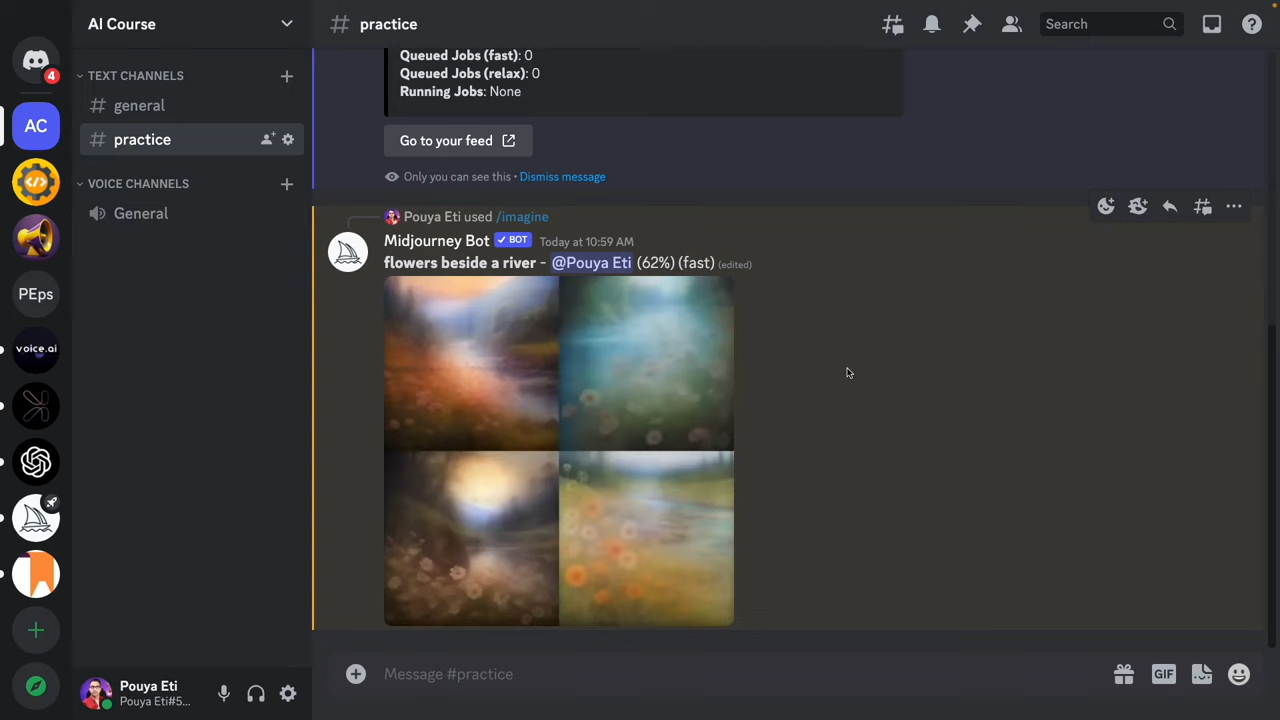 AI Course
practice
Search
TEXT CHANNELS
general
practice
VOICE CHANNELS
General
4
AC
PEps
voice.ai
Queued Jobs (fast): 0
Queued Jobs (relax): 0
Running Jobs: None
Go to your feed
Only you can see this • Dismiss message
Pouya Eti used /imagine
Midjourney Bot ✓ BOT Today at 10:59 AM
flowers beside a river - @Pouya Eti (62%) (fast) (edited)
Message #practice
GIF
Pouya Eti
Pouya Eti#5...